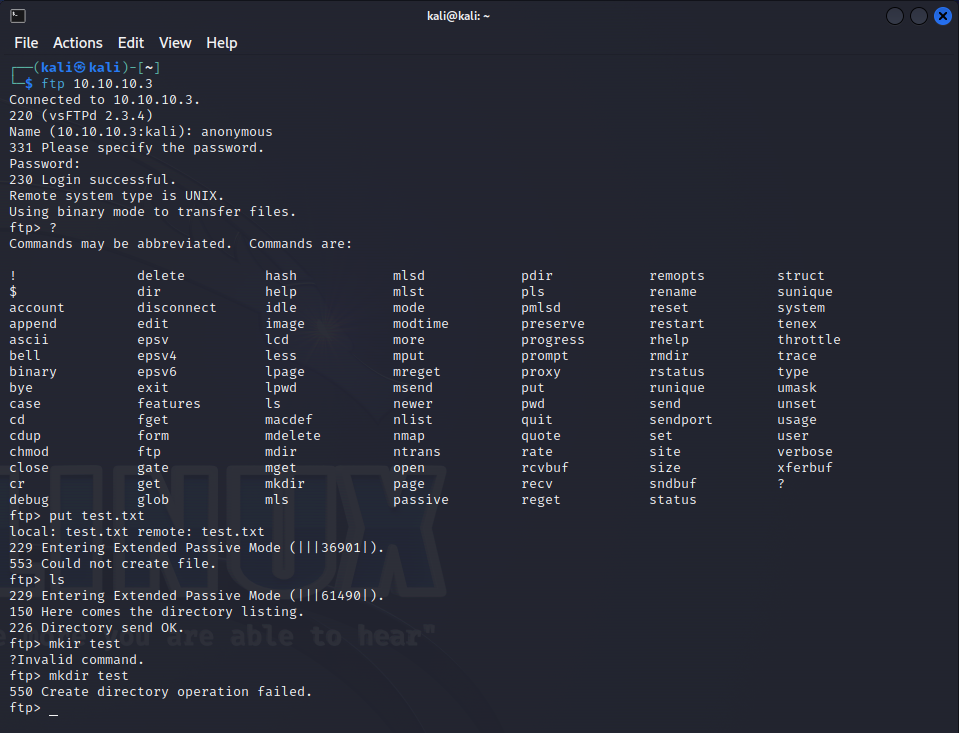 kali@kali: ~
File Actions Edit View Help
┌──(kali㉿kali)-[~]
└─$ ftp 10.10.10.3
Connected to 10.10.10.3.
220 (vsFTPd 2.3.4)
Name (10.10.10.3:kali): anonymous
331 Please specify the password.
Password:
230 Login successful.
Remote system type is UNIX.
Using binary mode to transfer files.
ftp> ?
Commands may be abbreviated.  Commands are:

! delete hash mlsd pdir remopts struct
$ dir help mlst pls rename sunique
account disconnect idle mode pmlsd reset system
append edit image modtime preserve restart tenex
ascii epsv lcd more progress rhelp throttle
bell epsv4 less mput prompt rmdir trace
binary epsv6 lpage mreget proxy rstatus type
bye exit lpwd msend put runique umask
case features ls newer pwd send unset
cd fget macdef nlist quit sendport usage
cdup form mdelete nmap quote set user
chmod ftp mdir ntrans rate site verbose
close gate mget open rcvbuf size xferbuf
cr get mkdir page recv sndbuf ?
debug glob mls passive reget status
ftp> put test.txt
local: test.txt remote: test.txt
229 Entering Extended Passive Mode (|||36901|).
553 Could not create file.
ftp> ls
229 Entering Extended Passive Mode (|||61490|).
150 Here comes the directory listing.
226 Directory send OK.
ftp> mkir test
?Invalid command.
ftp> mkdir test
550 Create directory operation failed.
ftp> _
LINUX
you are able to hear"